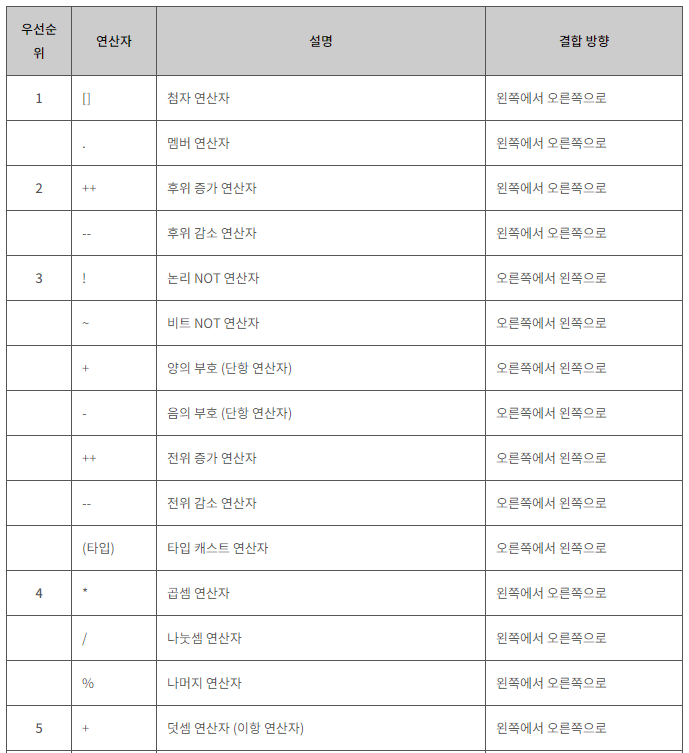 우선순
위 연산자 설명 결합 방향
1 [] 첨자 연산자 왼쪽에서 오른쪽으로
. 멤버 연산자 왼쪽에서 오른쪽으로
2 ++ 후위 증가 연산자 왼쪽에서 오른쪽으로
-- 후위 감소 연산자 왼쪽에서 오른쪽으로
3 ! 논리 NOT 연산자 오른쪽에서 왼쪽으로
~ 비트 NOT 연산자 오른쪽에서 왼쪽으로
+ 양의 부호 (단항 연산자) 오른쪽에서 왼쪽으로
- 음의 부호 (단항 연산자) 오른쪽에서 왼쪽으로
++ 전위 증가 연산자 오른쪽에서 왼쪽으로
-- 전위 감소 연산자 오른쪽에서 왼쪽으로
(타입) 타입 캐스트 연산자 오른쪽에서 왼쪽으로
4 * 곱셈 연산자 왼쪽에서 오른쪽으로
/ 나눗셈 연산자 왼쪽에서 오른쪽으로
% 나머지 연산자 왼쪽에서 오른쪽으로
5 + 덧셈 연산자 (이항 연산자) 왼쪽에서 오른쪽으로